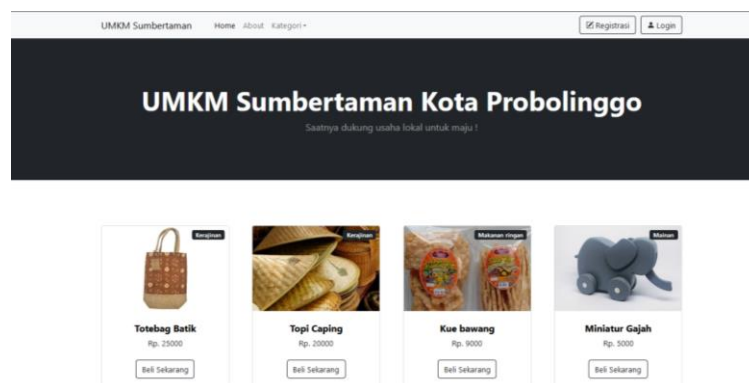 UMKM Sumbertaman Home About Kategori
Registrasi Login
UMKM Sumbertaman Kota Probolinggo
Saatnya dukung usaha lokal untuk maju !
Kerajinan
Kerajinan
Makanan ringan
Mainan
Totebag Batik
Rp. 25000
Beli Sekarang
Topi Caping
Rp. 20000
Beli Sekarang
Kue bawang
Rp. 9000
Beli Sekarang
Miniatur Gajah
Rp. 5000
Beli Sekarang